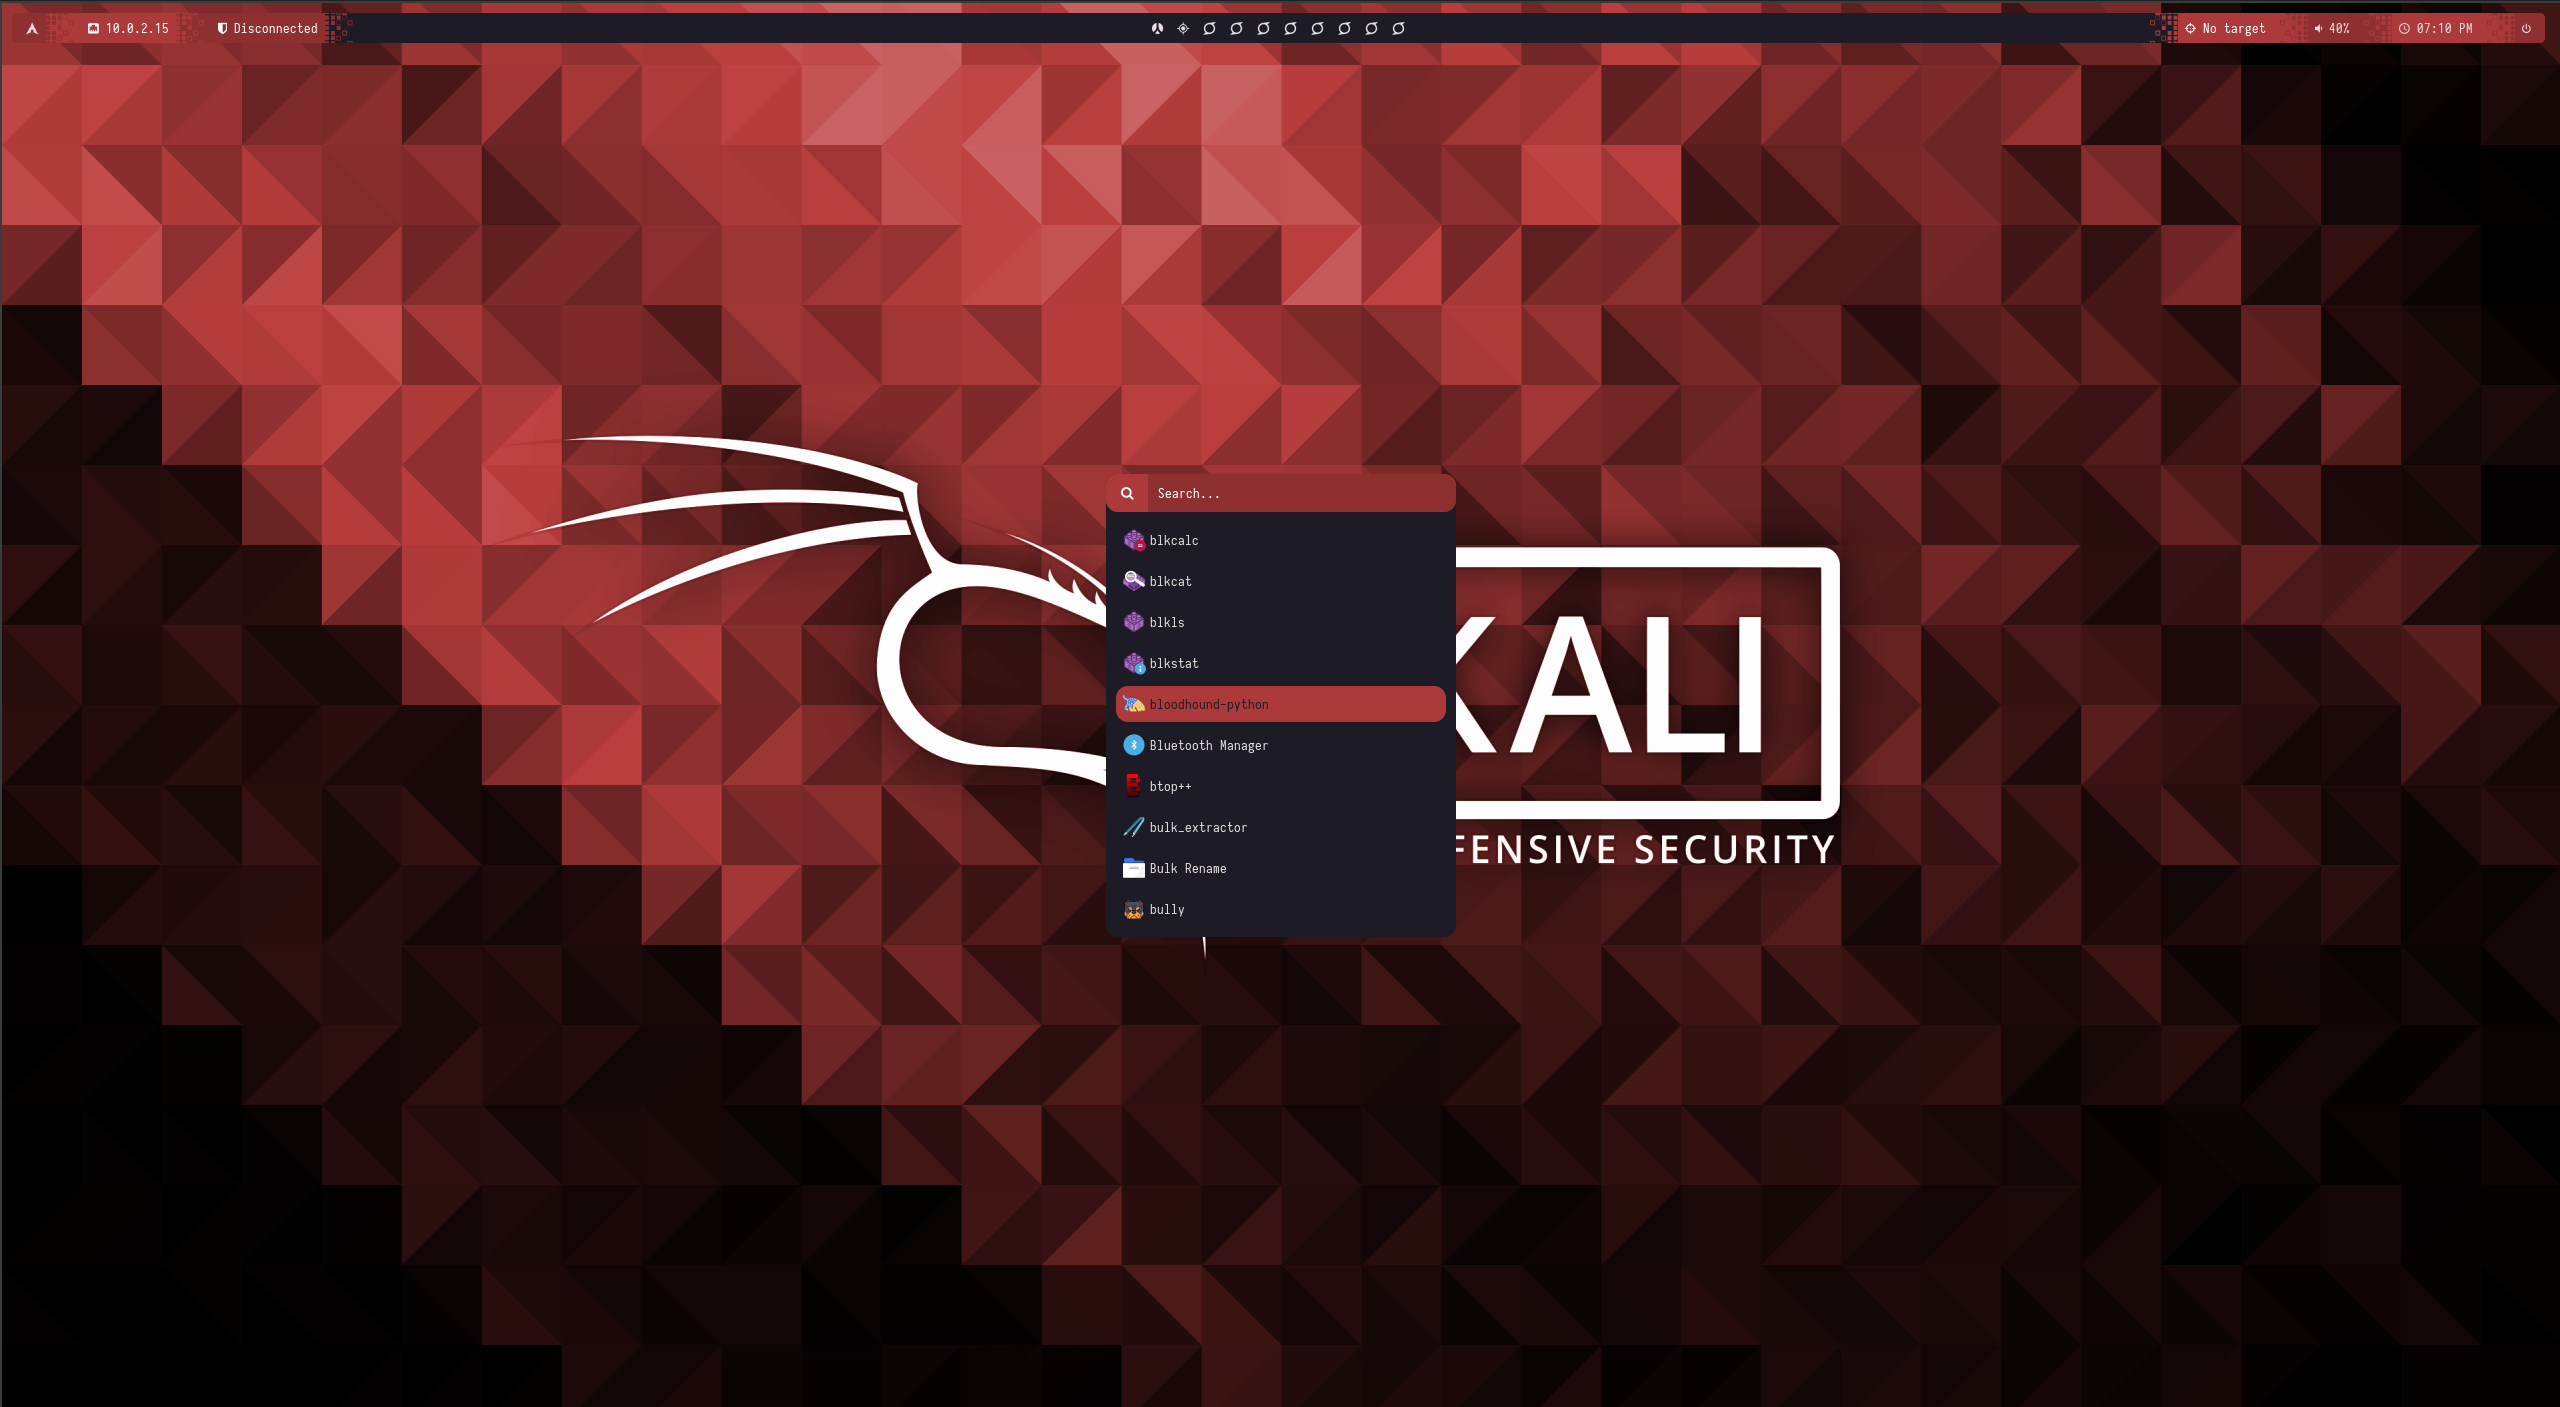 10.0.2.15 Disconnected No target 40% 07:10 PM
Search...
blkcalc
blkcat
blkls
blkstat
bloodhound-python
Bluetooth Manager
btop++
bulk_extractor
Bulk Rename
bully
KALI
FENSIVE SECURITY